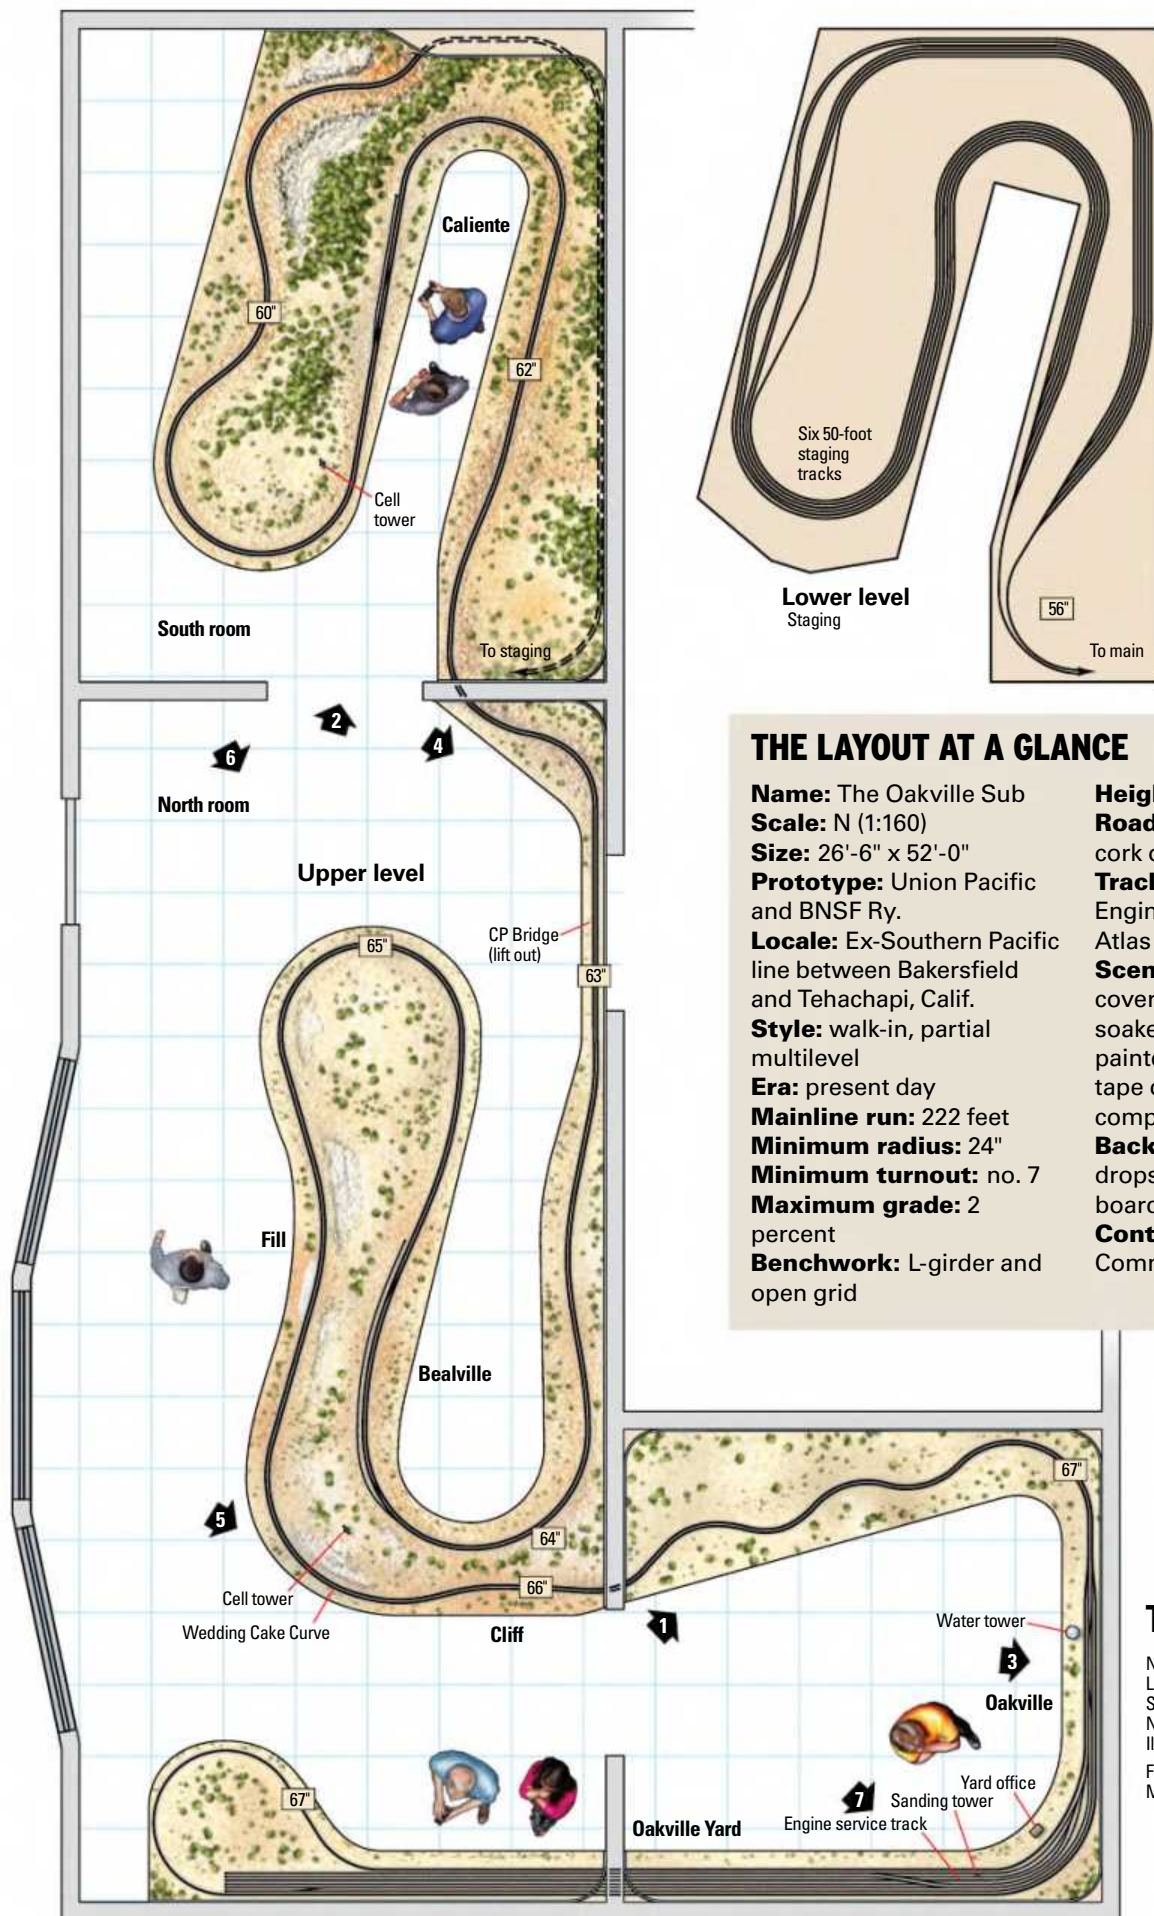 Caliente
60"
62"
Cell
tower
South room
To staging
Six 50-foot
staging
tracks
Lower level
Staging
56"
To main
2
4
6
North room
Upper level
65"
CP Bridge
(lift out)
63"
Fill
Bealville
5
64"
66"
Cell tower
Wedding Cake Curve
Cliff
1
67"
Water tower
3
Oakville
67"
7
Yard office
Sanding tower
Engine service track
Oakville Yard
THE LAYOUT AT A GLANCE
Name: The Oakville Sub
Scale: N (1:160)
Size: 26'-6" x 52'-0"
Prototype: Union Pacific
and BNSF Ry.
Locale: Ex-Southern Pacific
line between Bakersfield
and Tehachapi, Calif.
Style: walk-in, partial
multilevel
Era: present day
Mainline run: 222 feet
Minimum radius: 24"
Minimum turnout: no. 7
Maximum grade: 2
percent
Benchwork: L-girder and
open grid
cork
Atlas